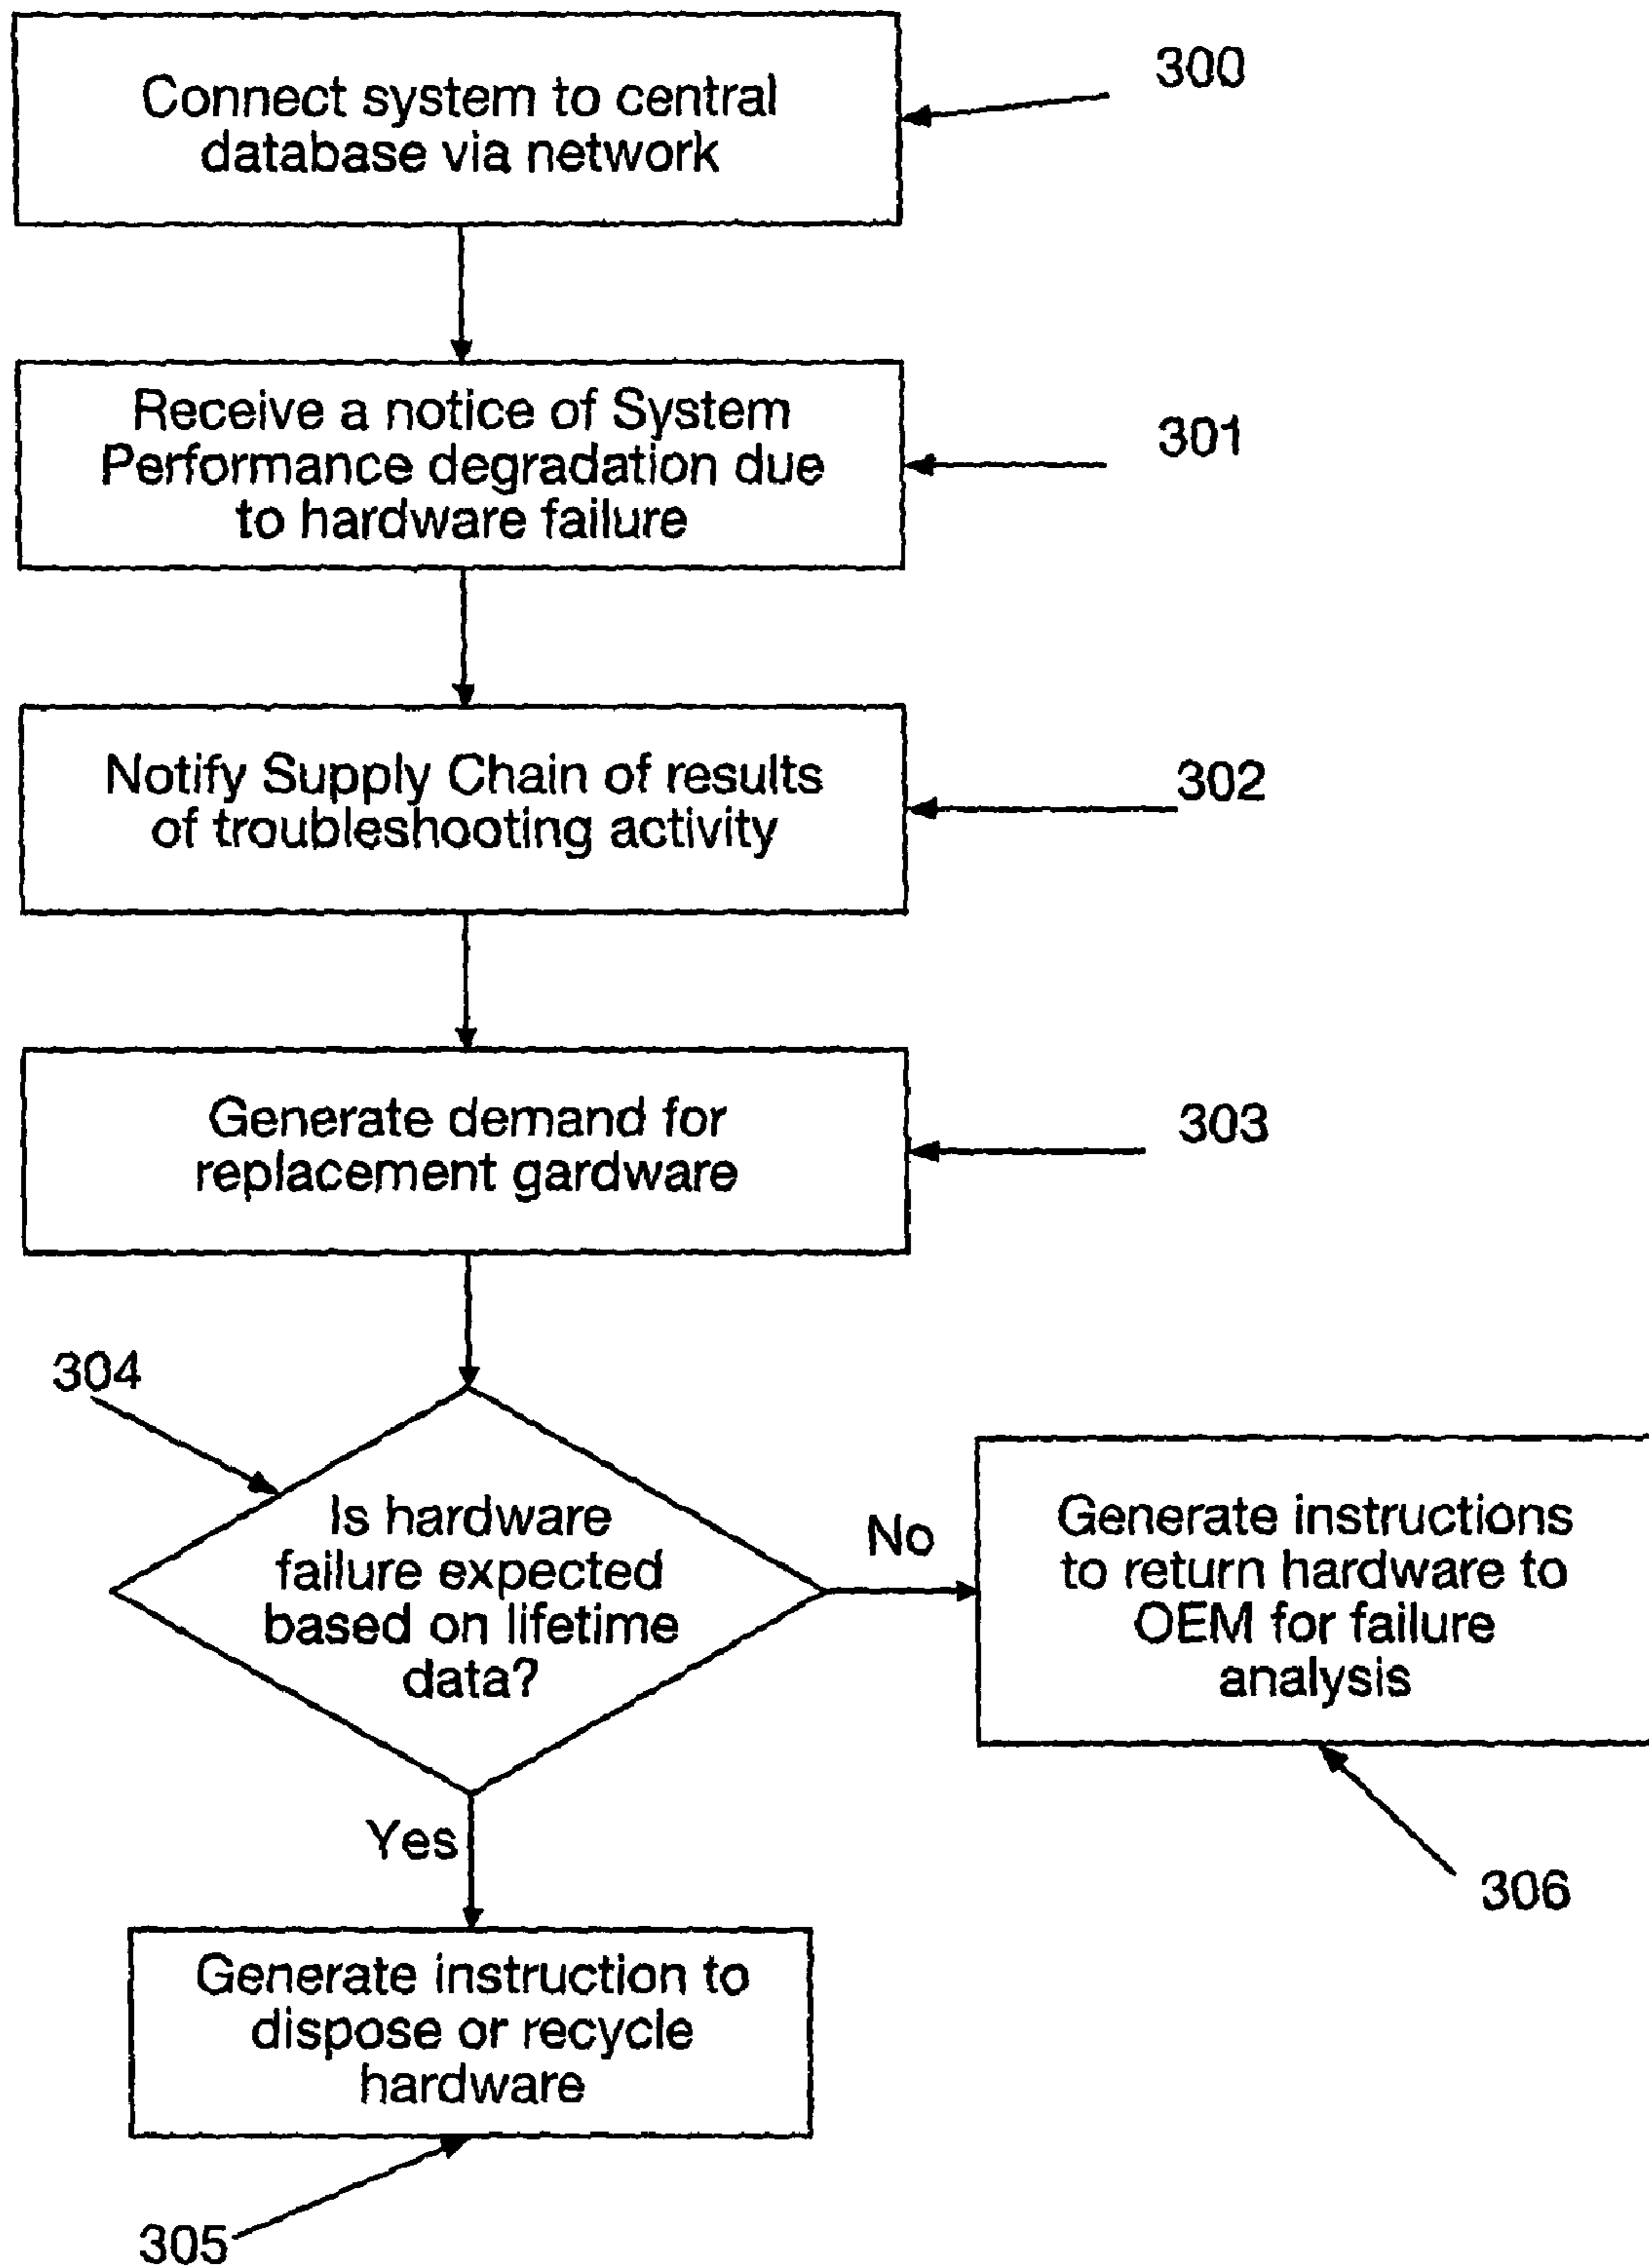 Connect system to central
database via network
300
Receive a notice of System
Performance degradation due
to hardware failure
301
Notify Supply Chain of results
of troubleshooting activity
302
Generate demand for
replacement gardware
303
304
Is hardware
failure expected
based on lifetime
data?
No
Generate instructions
to return hardware to
OEM for failure
analysis
306
Yes
Generate instruction to
dispose or recycle
hardware
305